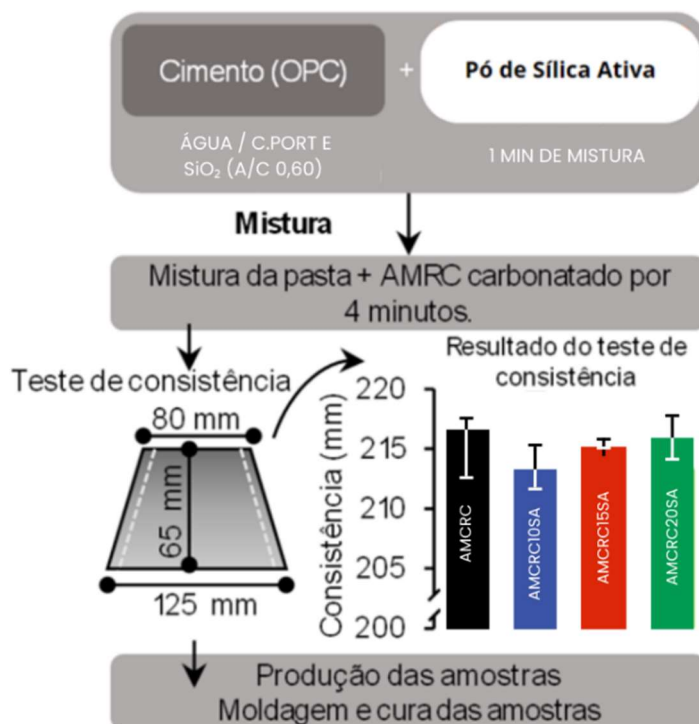 Cimento (OPC)
+
Pó de Sílica Ativa
ÁGUA / C.PORT E
SiO₂ (A/C 0,60)
1 MIN DE MISTURA
Mistura
Mistura da pasta + AMRC carbonatado por
4 minutos.
Teste de consistência
80 mm
65 mm
125 mm
Resultado do teste de
consistência
Consistência (mm)
220
215
210
205
200
AMCRC
AMCRC10SA
AMCRC15SA
AMCRC20SA
Produção das amostras
Moldagem e cura das amostras